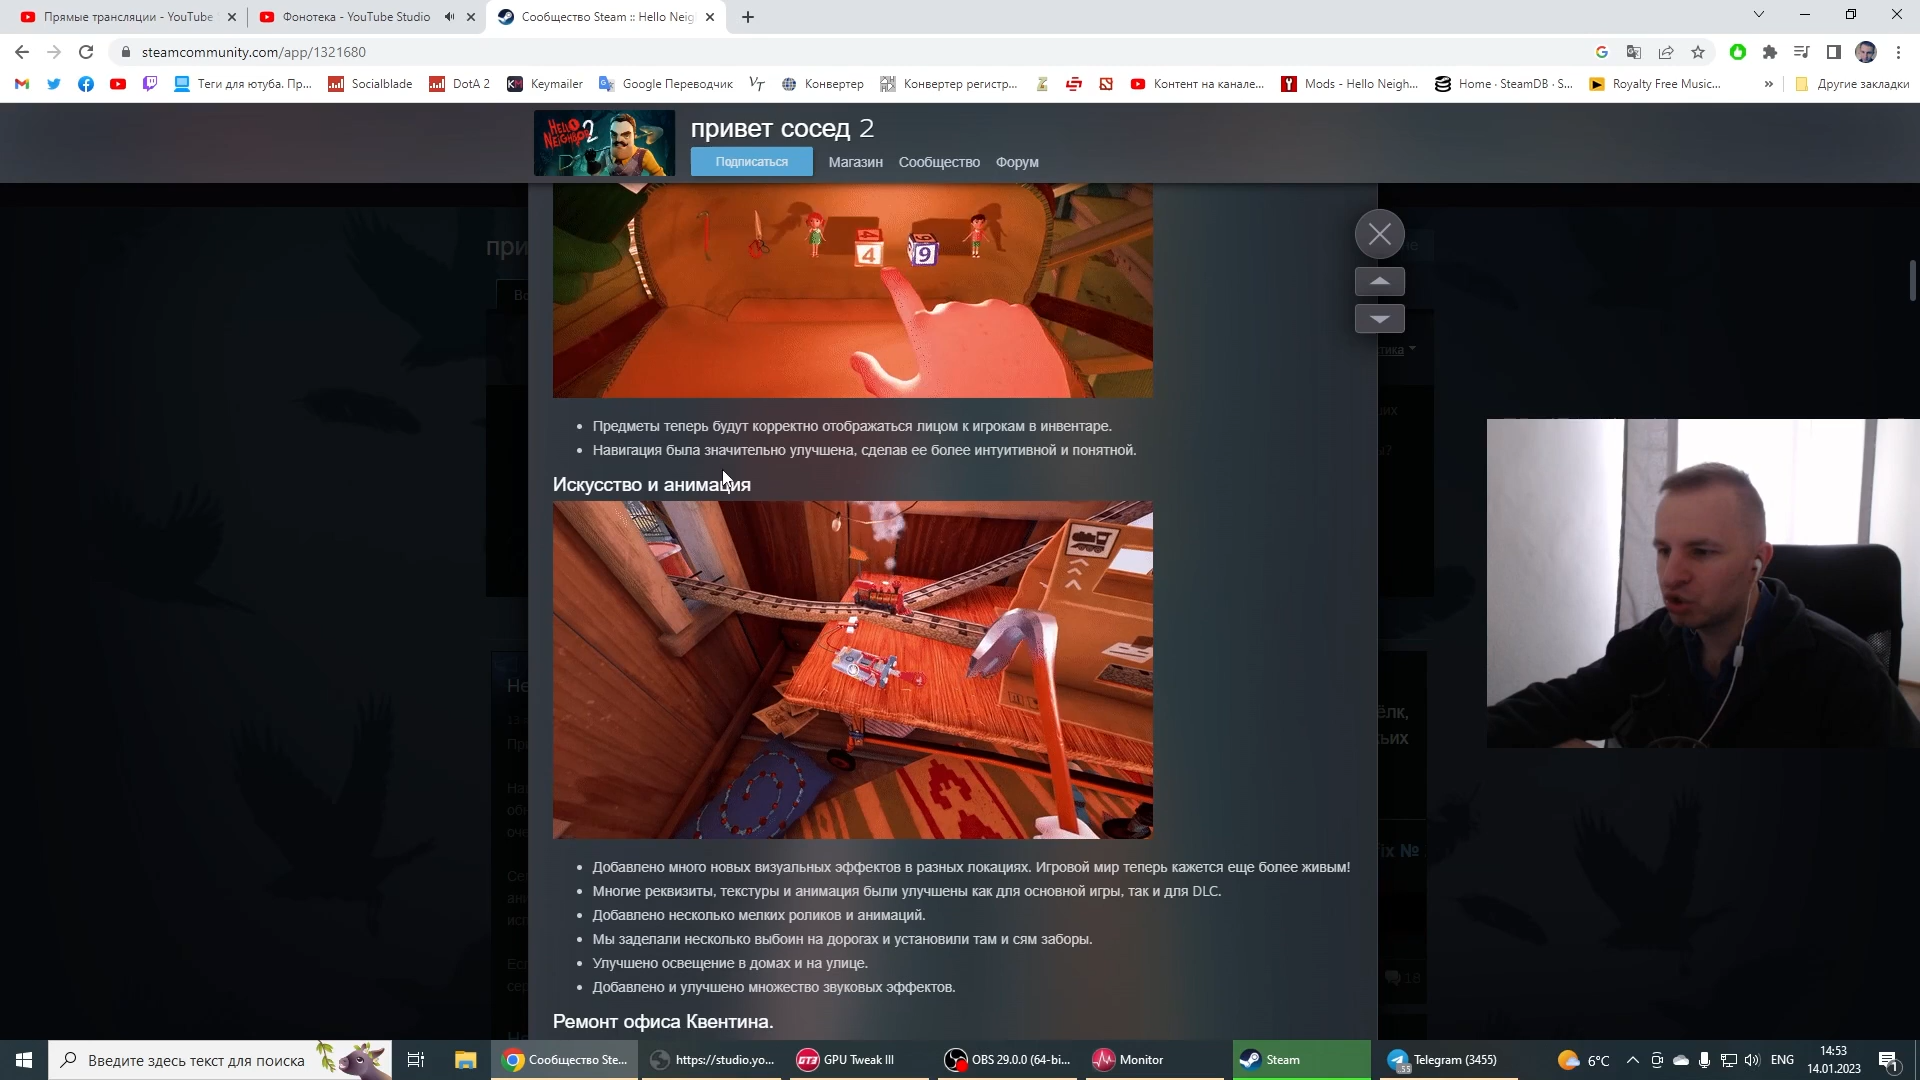 Прямые трансляции - YouTube
Фонотека - YouTube Studio
Сообщество Steam :: Hello Neig
steamcommunity.com/app/1321680
Теги для ютуба. Пр...
Socialblade
DotA 2
Keymailer
Google Переводчик
Конвертер
Конвертер регистр...
Контент на канале...
Mods - Hello Neigh...
Home · SteamDB · S...
Royalty Free Music...
»
Другие закладки
HELLO NEIGHBOR 2
привет сосед 2
Подписаться
Магазин
Сообщество
Форум
4
9
Предметы теперь будут корректно отображаться лицом к игрокам в инвентаре.
Навигация была значительно улучшена, сделав ее более интуитивной и понятной.
Искусство и анимация
Добавлено много новых визуальных эффектов в разных локациях. Игровой мир теперь кажется еще более живым!
Многие реквизиты, текстуры и анимация были улучшены как для основной игры, так и для DLC.
Добавлено несколько мелких роликов и анимаций.
Мы заделали несколько выбоин на дорогах и установили там и сям заборы.
Улучшено освещение в домах и на улице.
Добавлено и улучшено множество звуковых эффектов.
Ремонт офиса Квентина.
18
Введите здесь текст для поиска
Сообщество Ste...
https://studio.yo...
GPU Tweak III
OBS 29.0.0 (64-bi...
Monitor
Steam
Telegram (3455)
6°C
ENG
14:53
14.01.2023